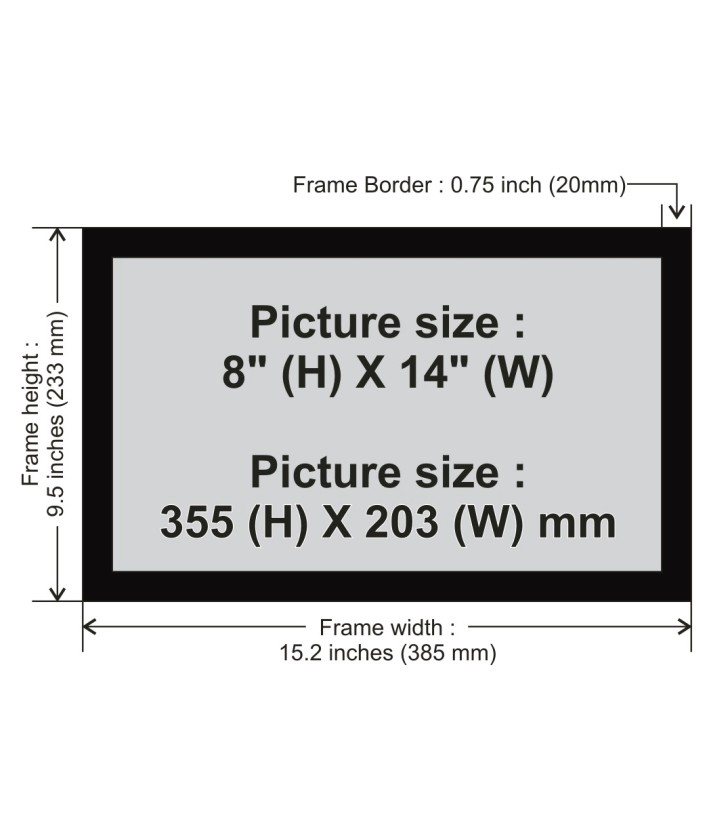 Frame Border : 0.75 inch (20mm)
Picture size :
8" (H) X 14" (W)
Picture size :
355 (H) X 203 (W) mm
Frame height :
9.5 inches (233 mm)
Frame width :
15.2 inches (385 mm)